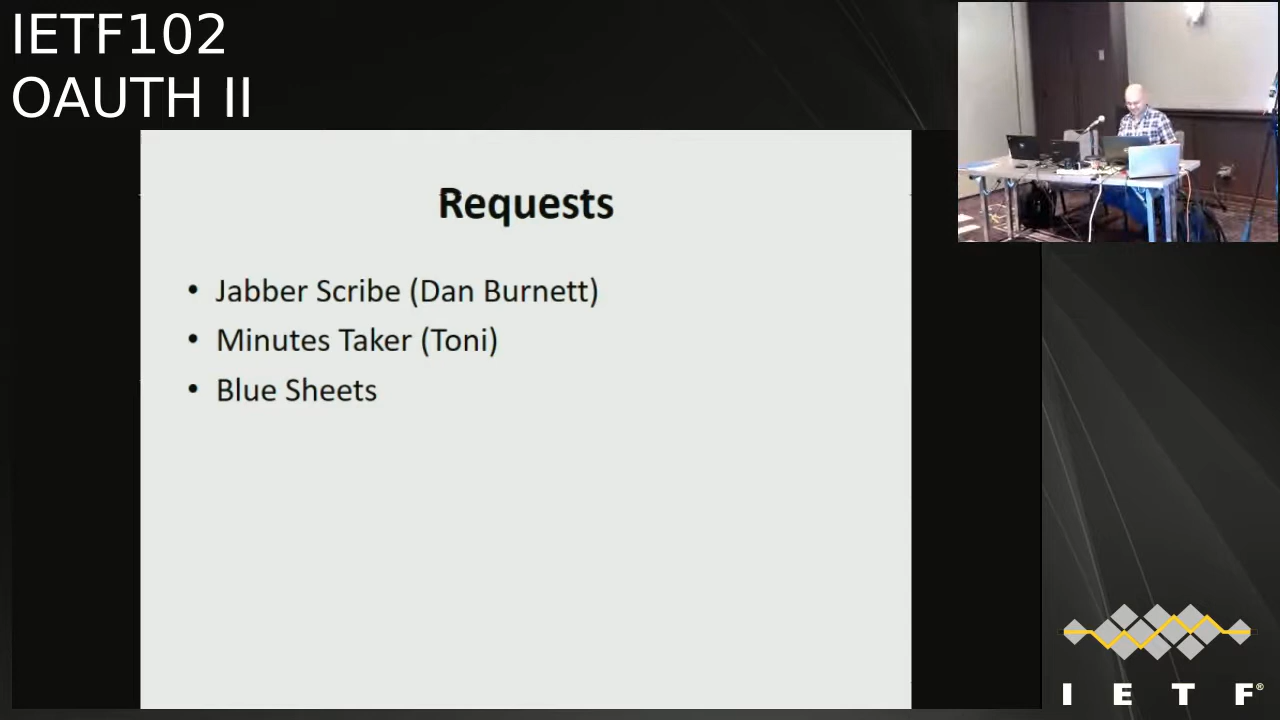 IETF102
OAUTH II
Requests
• Jabber Scribe (Dan Burnett)
• Minutes Taker (Toni)
• Blue Sheets
I E T F®